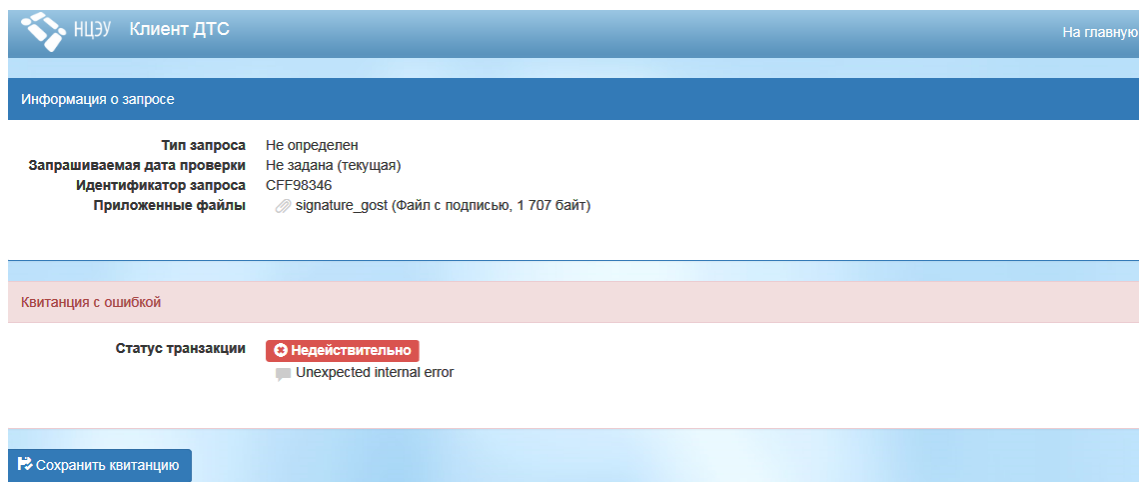 НЦЭУ Клиент ДТС На главную
Информация о запросе
Тип запроса Не определен
Запрашиваемая дата проверки Не задана (текущая)
Идентификатор запроса CFF98346
Приложенные файлы signature_gost (Файл с подписью, 1 707 байт)
Квитанция с ошибкой
Статус транзакции Недействительно
Unexpected internal error
Сохранить квитанцию